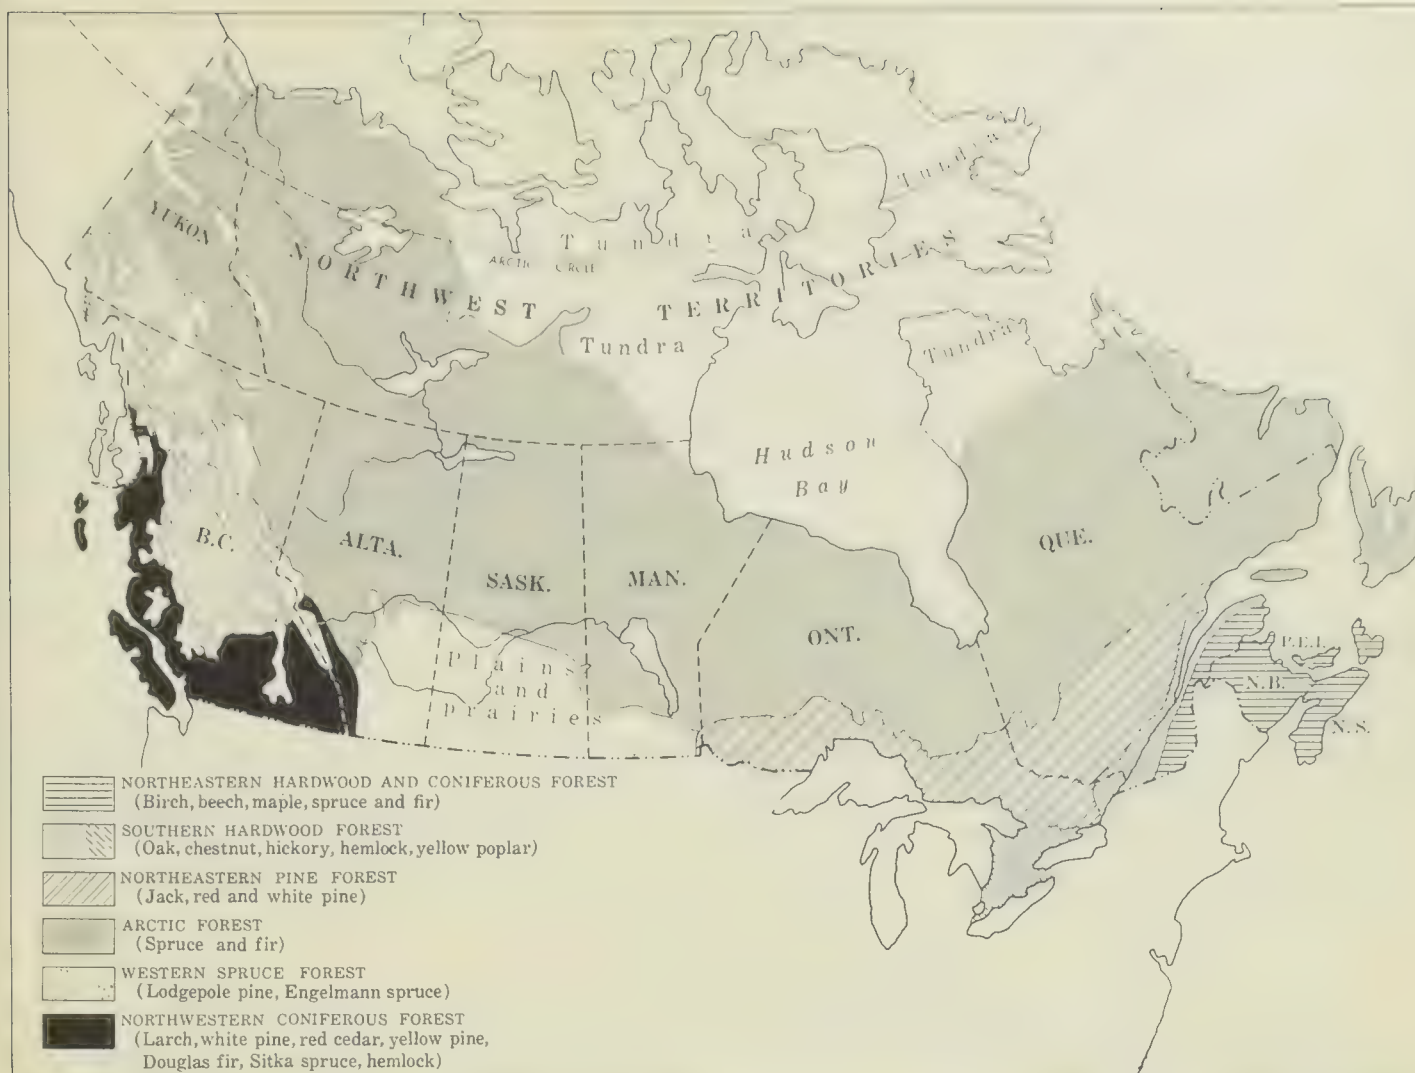 Tundra
YUKON
Tundra
ARCTIC CIRCLE
NORTHWEST TERRITORIES
Tundra
Tundra
Hudson
Bay
B.C.
ALTA.
SASK.
MAN.
ONT.
QUE.
P.E.I.
N.B.
N.S.
Plains
and
prairies
NORTHEASTERN HARDWOOD AND CONIFEROUS FOREST
(Birch, beech, maple, spruce and fir)
SOUTHERN HARDWOOD FOREST
(Oak, chestnut, hickory, hemlock, yellow poplar)
NORTHEASTERN PINE FOREST
(Jack, red and white pine)
ARCTIC FOREST
(Spruce and fir)
WESTERN SPRUCE FOREST
(Lodgepole pine, Engelmann spruce)
NORTHWESTERN CONIFEROUS FOREST
(Larch, white pine, red cedar, yellow pine,
Douglas fir, Sitka spruce, hemlock)